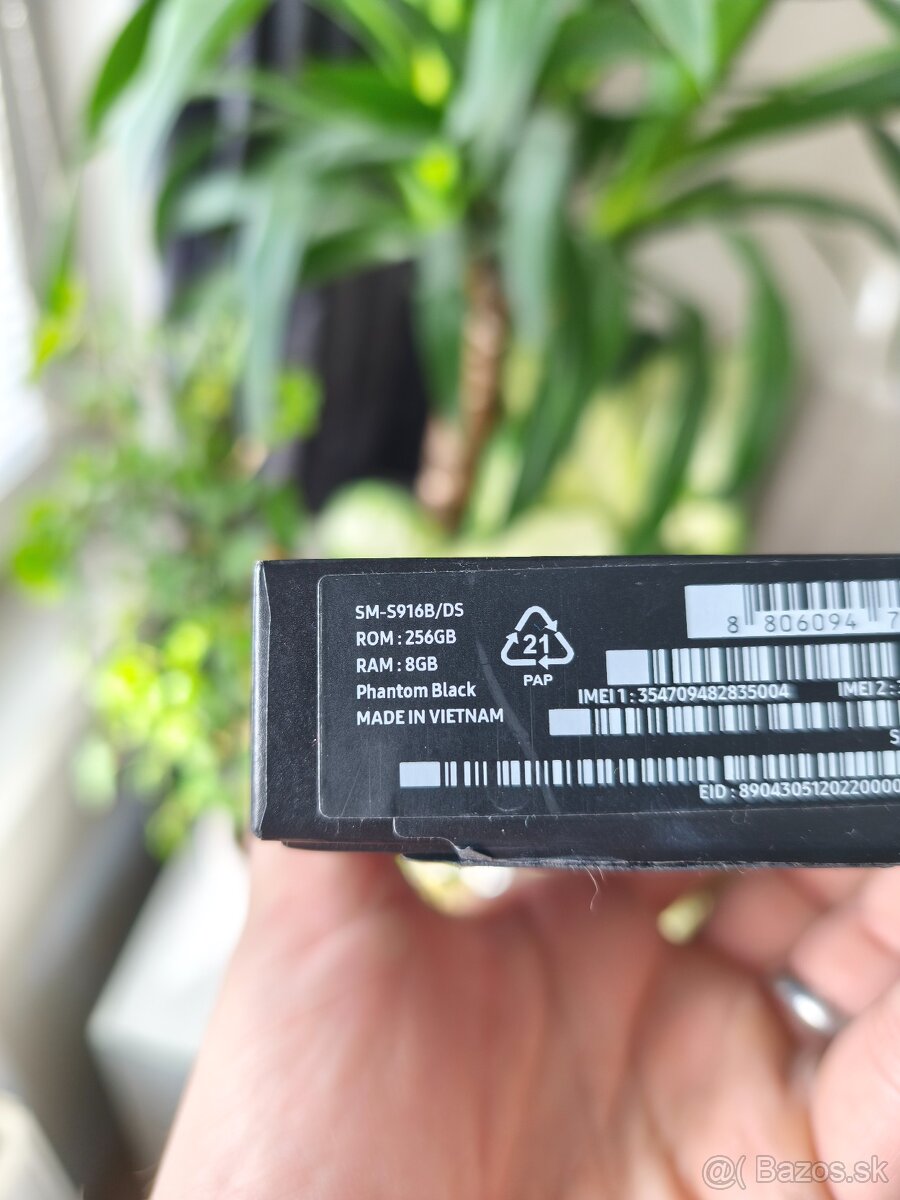 SM-S916B/DS
ROM : 256GB
RAM : 8GB
Phantom Black
MADE IN VIETNAM
21
PAP
8 806094 7
IMEI 1 : 354709482835004 IMEI 2 :
S
EID : 8904305120220000
@( Bazos.sk